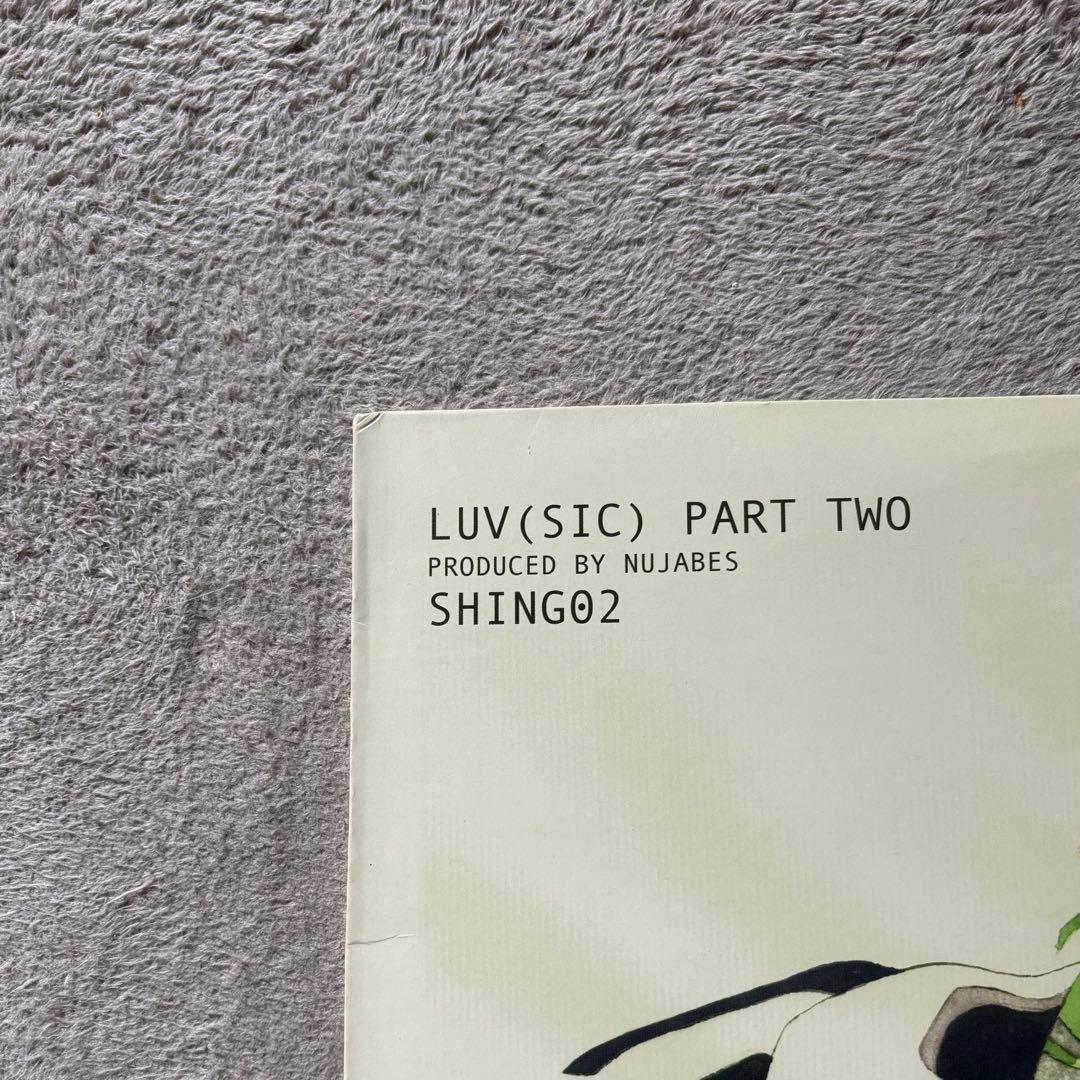 LUV(SIC) PART TWO
PRODUCED BY NUJABES
SHING02